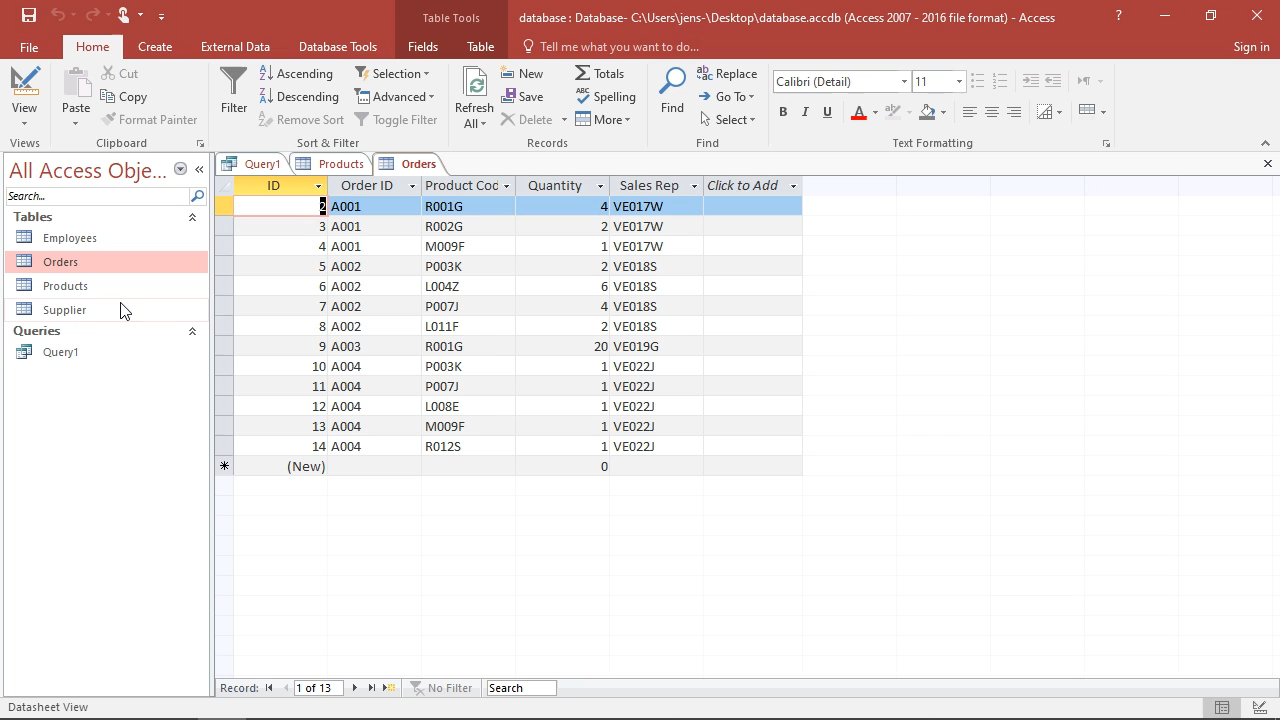 Table Tools
database : Database- C:\Users\jens-\Desktop\database.accdb (Access 2007 - 2016 file format) - Access
?
File Home Create External Data Database Tools Fields Table Tell me what you want to do... Sign in
View
Views
Paste
Cut
Copy
Format Painter
Clipboard
Filter
Ascending
Descending
Remove Sort
Selection
Advanced
Toggle Filter
Sort & Filter
Refresh
All
New
Save
Delete
Totals
Spelling
More
Records
Find
Replace
Go To
Select
Find
Calibri (Detail) 11
B I U A
Text Formatting
All Access Obje...
Search...
Tables
Employees
Orders
Products
Supplier
Queries
Query1
Query1 Products Orders
ID Order ID Product Cod Quantity Sales Rep Click to Add
2 A001 R001G 4 VE017W
3 A001 R002G 2 VE017W
4 A001 M009F 1 VE017W
5 A002 P003K 2 VE018S
6 A002 L004Z 6 VE018S
7 A002 P007J 4 VE018S
8 A002 L011F 2 VE018S
9 A003 R001G 20 VE019G
10 A004 P003K 1 VE022J
11 A004 P007J 1 VE022J
12 A004 L008E 1 VE022J
13 A004 M009F 1 VE022J
14 A004 R012S 1 VE022J
(New) 0
Record: 1 of 13 No Filter Search
Datasheet View